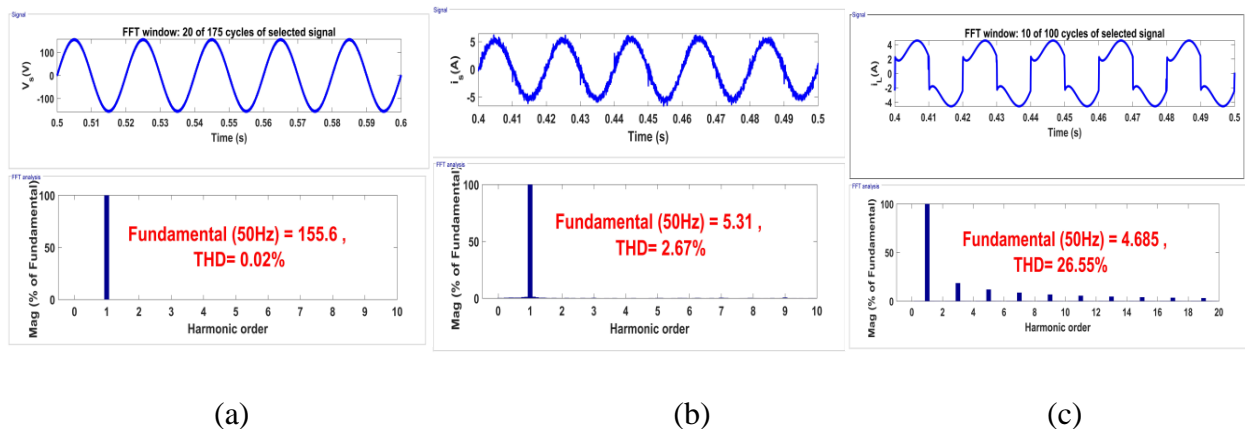 Signal
FFT window: 20 of 175 cycles of selected signal
Vs(V)
100
0
-100
0.5 0.51 0.52 0.53 0.54 0.55 0.56 0.57 0.58 0.59 0.6
Time (s)
FFT analysis
Mag (% of Fundamental)
100
50
0
Fundamental (50Hz) = 155.6 ,
THD= 0.02%
0 1 2 3 4 5 6 7 8 9 10
Harmonic order
Signal
is(A)
5
0
-5
0.4 0.41 0.42 0.43 0.44 0.45 0.46 0.47 0.48 0.49 0.5
Time (s)
FFT analysis
Mag (% of Fundamental)
100
50
0
Fundamental (50Hz) = 5.31 ,
THD= 2.67%
0 1 2 3 4 5 6 7 8 9 10
Harmonic order
Signal
FFT window: 10 of 100 cycles of selected signal
iL(A)
4
2
0
-2
-4
0.4 0.41 0.42 0.43 0.44 0.45 0.46 0.47 0.48 0.49 0.5
Time (s)
FFT analysis
Mag (% of Fundamental)
100
50
0
Fundamental (50Hz) = 4.685 ,
THD= 26.55%
0 2 4 6 8 10 12 14 16 18 20
Harmonic order
(a) (b) (c)